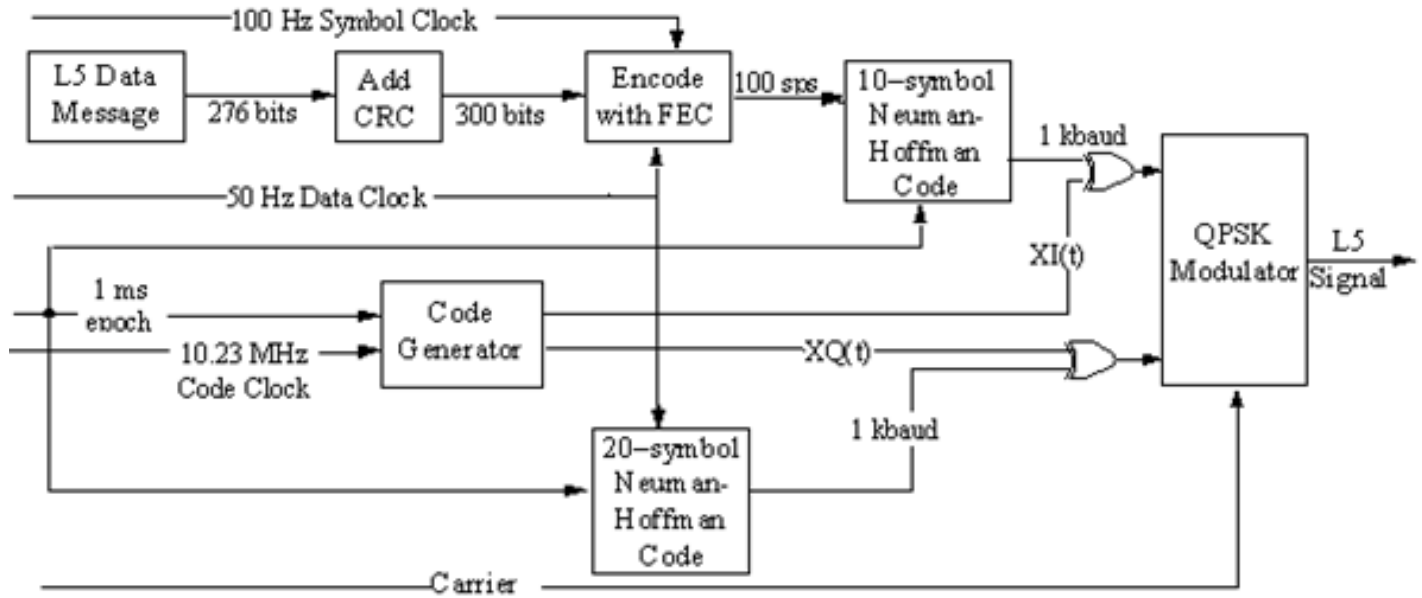 100 Hz Symbol Clock
L5 Data
Message
276 bits
Add
CRC
300 bits
Encode
with FEC
100 sps
10-symbol
Neuman-
Hoffman
Code
1 kbaud
50 Hz Data Clock
XI(t)
QPSK
Modulator
L5
Signal
1 ms
epoch
10.23 MHz
Code Clock
Code
Generator
XQ(t)
1 kbaud
20-symbol
Neuman-
Hoffman
Code
Carrier